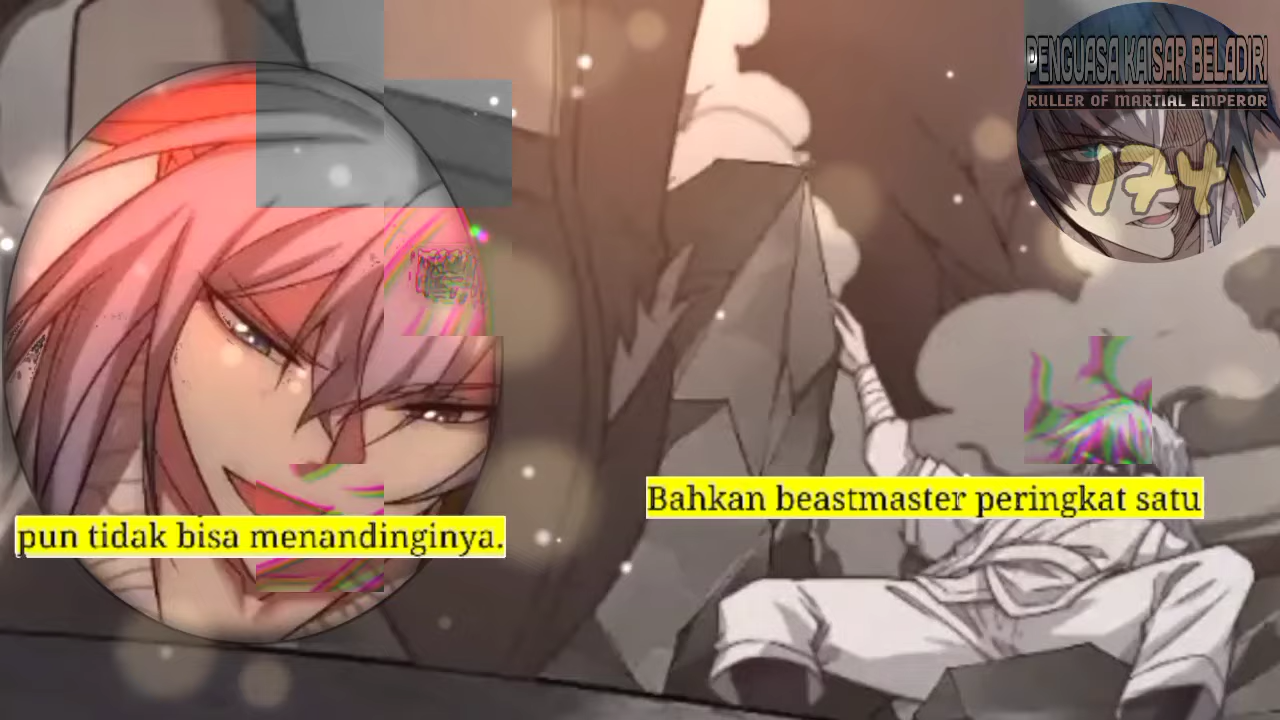 PENGUASA KAISAR BELADIRI
RULLER OF MARTIAL EMPEROR
174
Bahkan beastmaster peringkat satu
pun tidak bisa menandinginya.